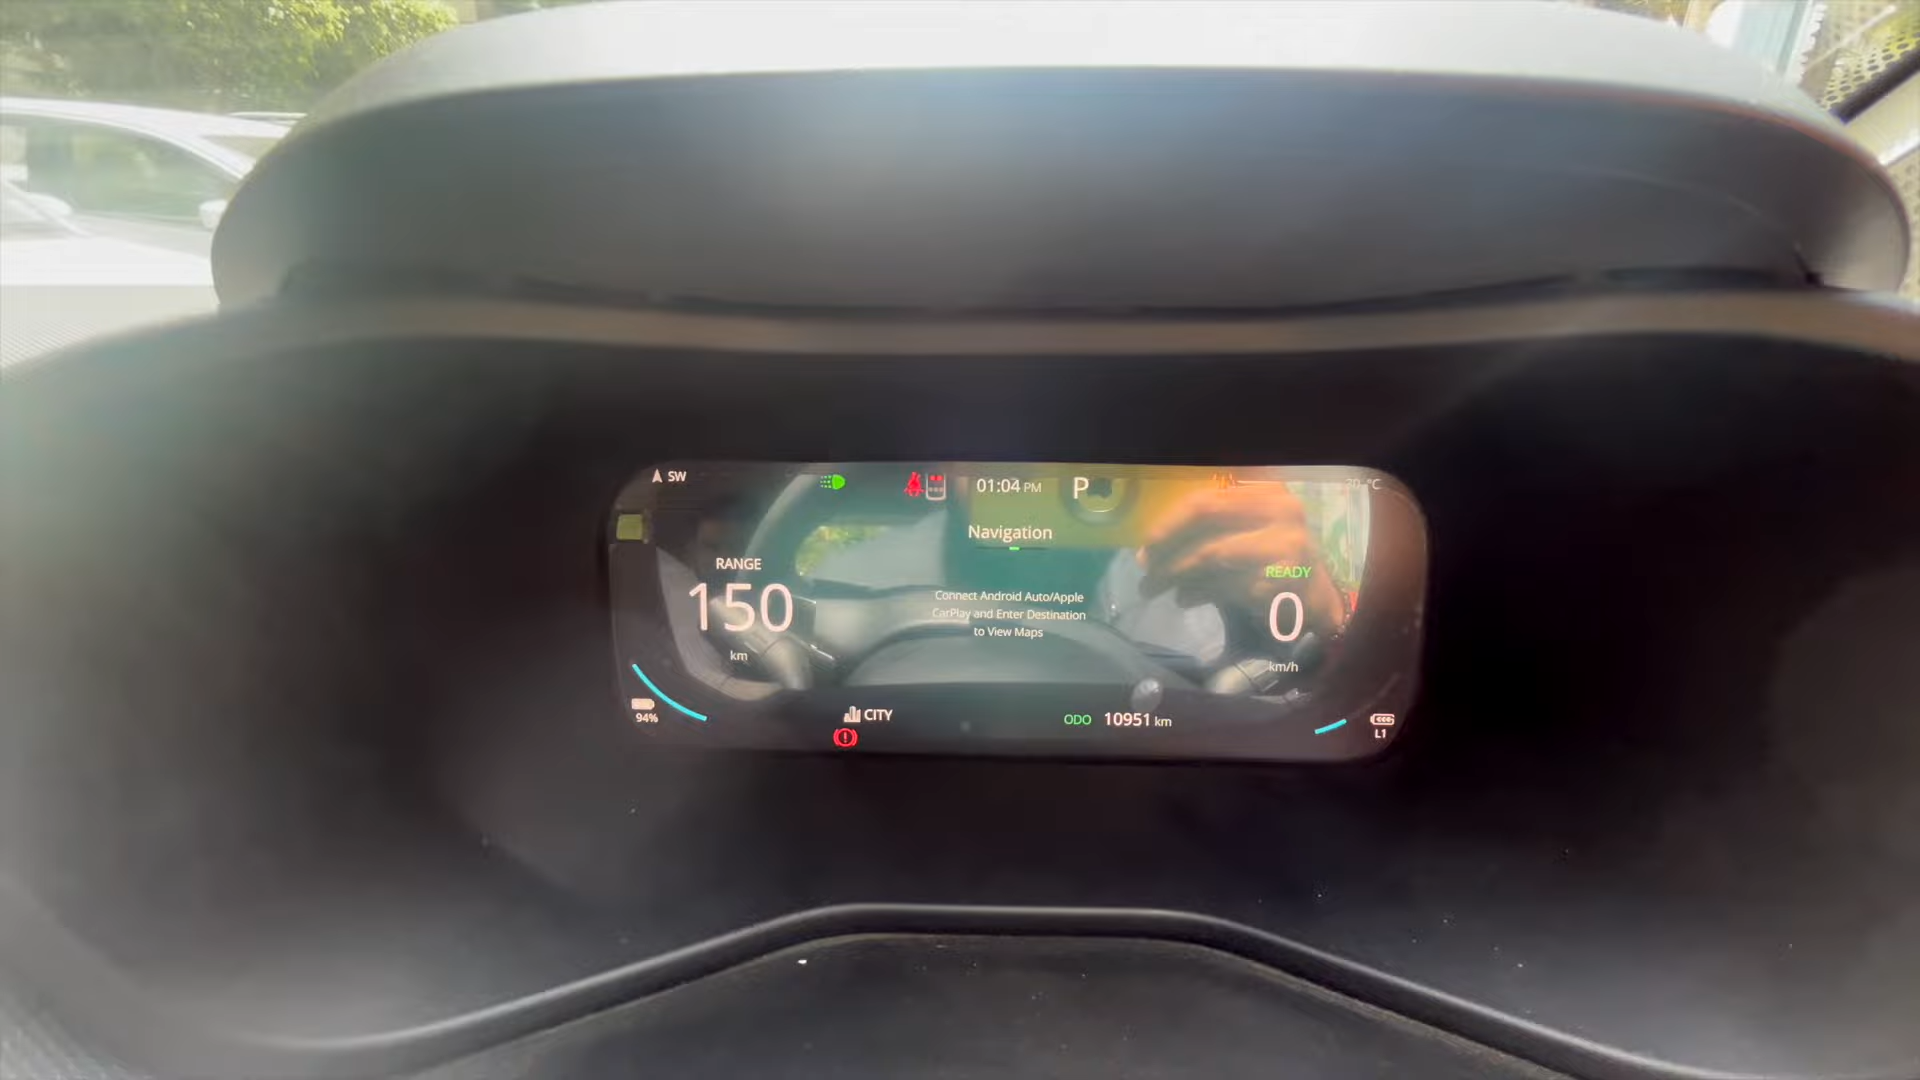 SW
01:04 PM
P
°C
Navigation
RANGE
150
km
Connect Android Auto/Apple
CarPlay and Enter Destination
to View Maps
READY
0
km/h
94%
CITY
ODO 10951 km
L1